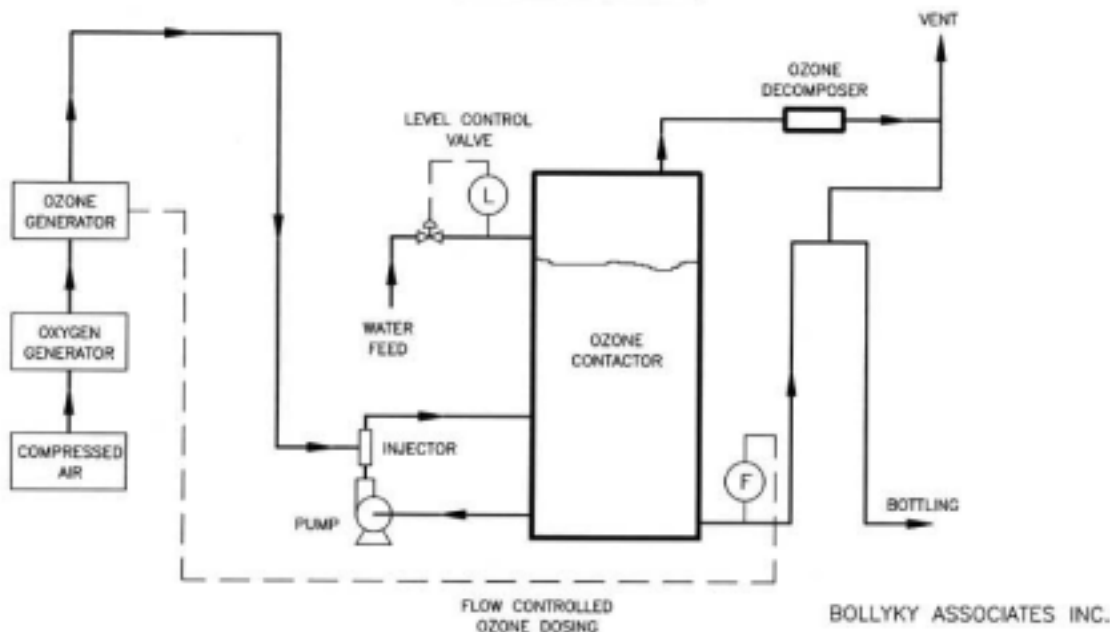 VENT
OZONE
DECOMPOSER
LEVEL CONTROL
VALVE
L
OZONE
GENERATOR
WATER
FEED
OXYGEN
GENERATOR
OZONE
CONTACTOR
COMPRESSED
AIR
INJECTOR
F
PUMP
BOTTLING
FLOW CONTROLLED
OZONE DOSING
BOLLYKY ASSOCIATES INC.